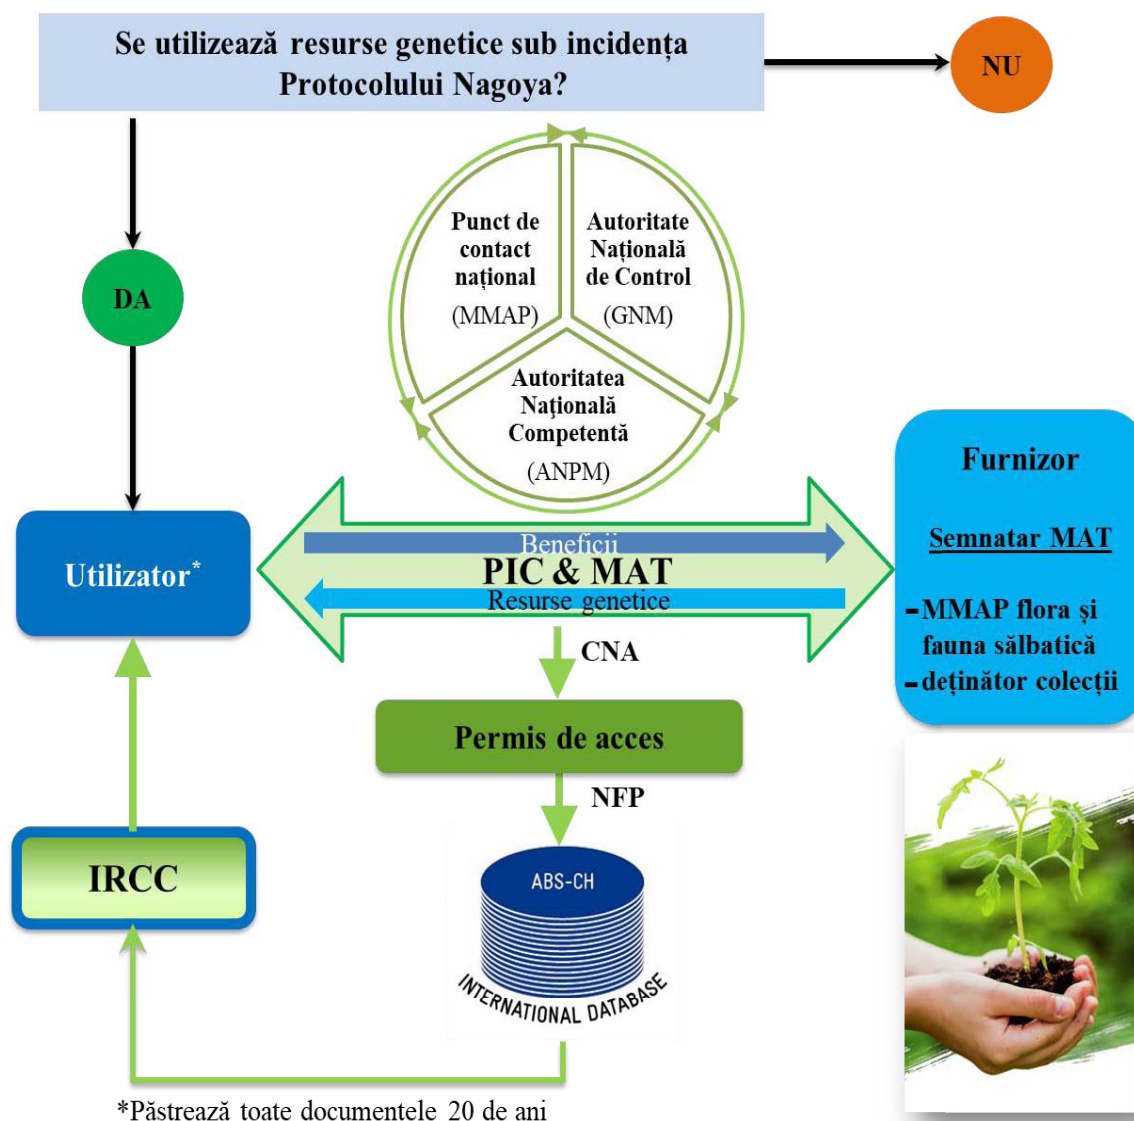 Se utilizează resurse genetice sub incidența
Protocolului Nagoya?
NU
DA
Punct de
contact
național
(MMAP)
Autoritate
Națională
de Control
(GNM)
Autoritatea
Naţională
Competentă
(ANPM)
Utilizator*
Beneficii
PIC & MAT
Resurse genetice
Furnizor
Semnatar MAT
-MMAP flora și
fauna sălbatică
-deținător colecții
CNA
Permis de acces
NFP
ABS-CH
INTERNATIONAL DATABASE
IRCC
*Păstrează toate documentele 20 de ani